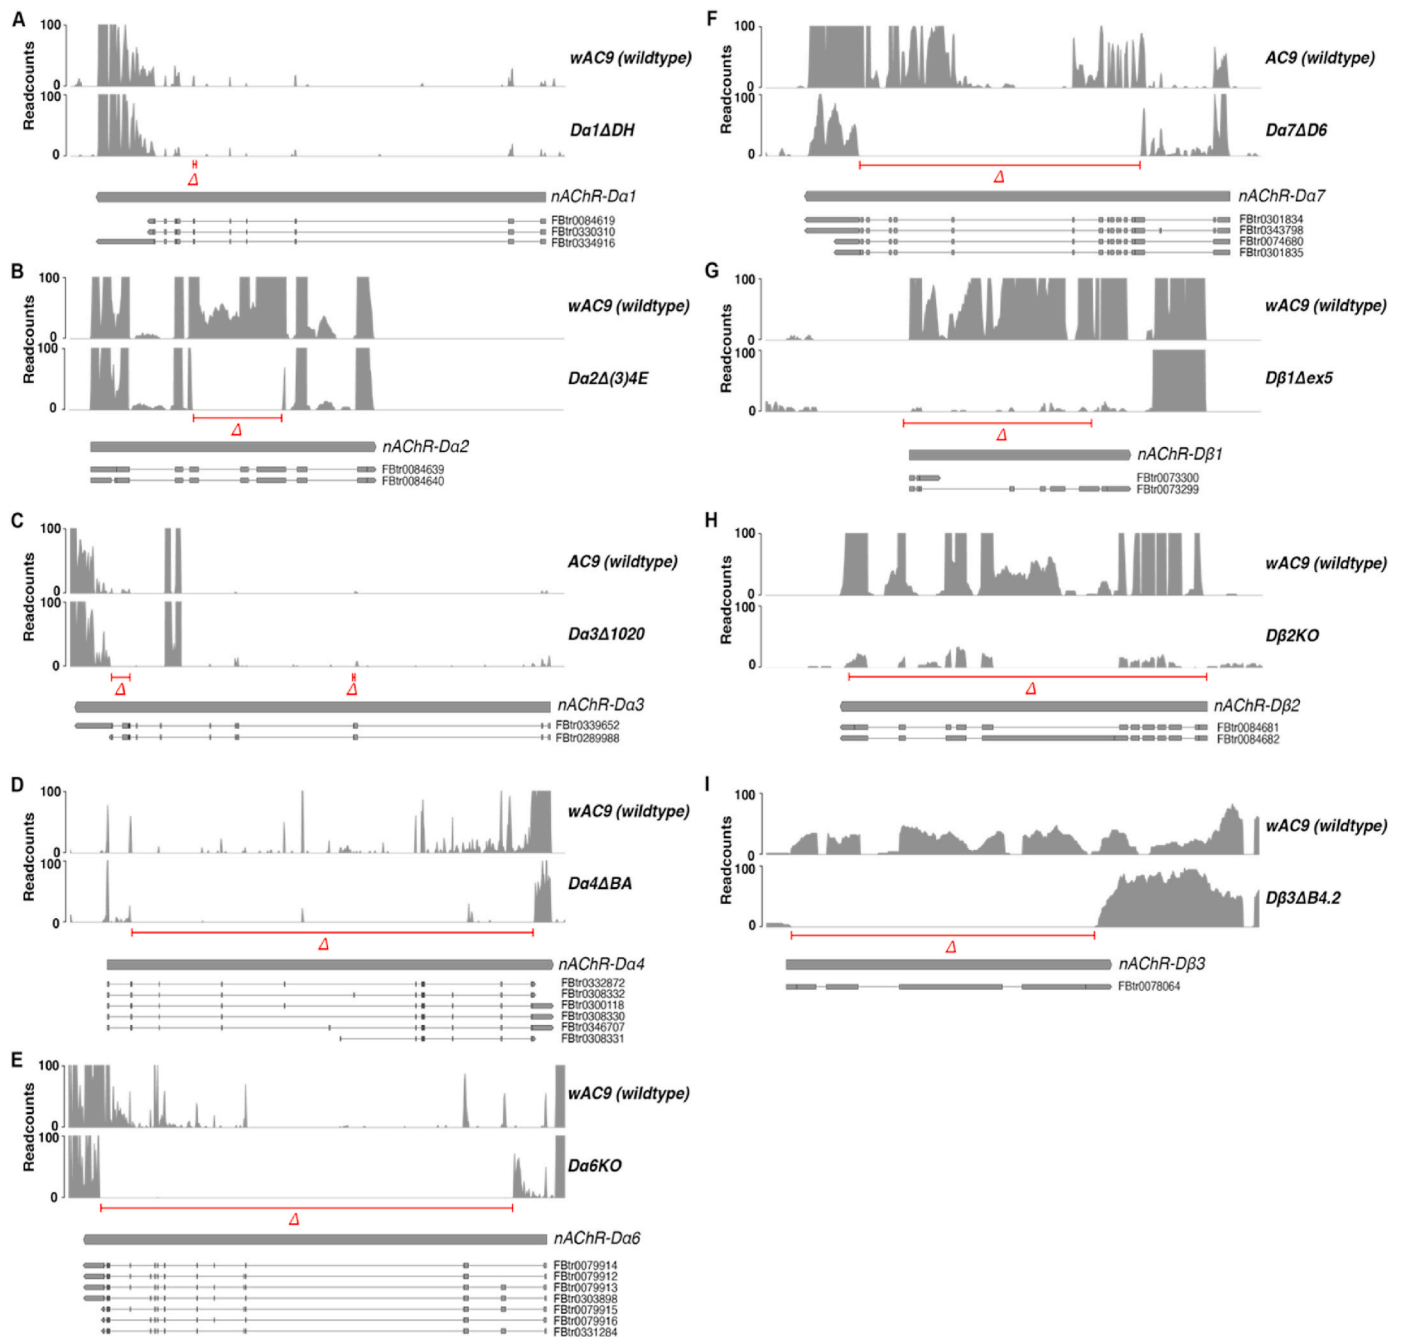 A
100
Readcounts
0
wAC9 (wildtype)
100
0
Dα1ΔDH
Δ
nAChR-Dα1
FBtr0084619
FBtr0330310
FBtr0334916
B
100
Readcounts
0
wAC9 (wildtype)
100
0
Dα2Δ(3)4E
Δ
nAChR-Dα2
FBtr0084639
FBtr0084640
C
100
Readcounts
0
AC9 (wildtype)
100
0
Dα3Δ1020
Δ Δ
nAChR-Dα3
FBtr0339652
FBtr0289988
D
100
Readcounts
0
wAC9 (wildtype)
100
0
Dα4ΔBA
Δ
nAChR-Dα4
FBtr0332872
FBtr0308332
FBtr0300118
FBtr0308330
FBtr0346707
FBtr0308331
E
100
Readcounts
0
wAC9 (wildtype)
100
0
Dα6KO
Δ
nAChR-Dα6
FBtr0079914
FBtr0079912
FBtr0079913
FBtr0303898
FBtr0079915
FBtr0079916
FBtr0331284
F
100
Readcounts
0
AC9 (wildtype)
100
0
Dα7ΔD6
Δ
nAChR-Dα7
FBtr0301834
FBtr0343798
FBtr0074680
FBtr0301835
G
100
Readcounts
0
wAC9 (wildtype)
100
0
Dβ1Δex5
Δ
nAChR-Dβ1
FBtr0073300
FBtr0073299
H
100
Readcounts
0
wAC9 (wildtype)
100
0
Dβ2KO
Δ
nAChR-Dβ2
FBtr0084681
FBtr0084682
I
100
Readcounts
0
wAC9 (wildtype)
100
0
Dβ3ΔB4.2
Δ
nAChR-Dβ3
FBtr0078064